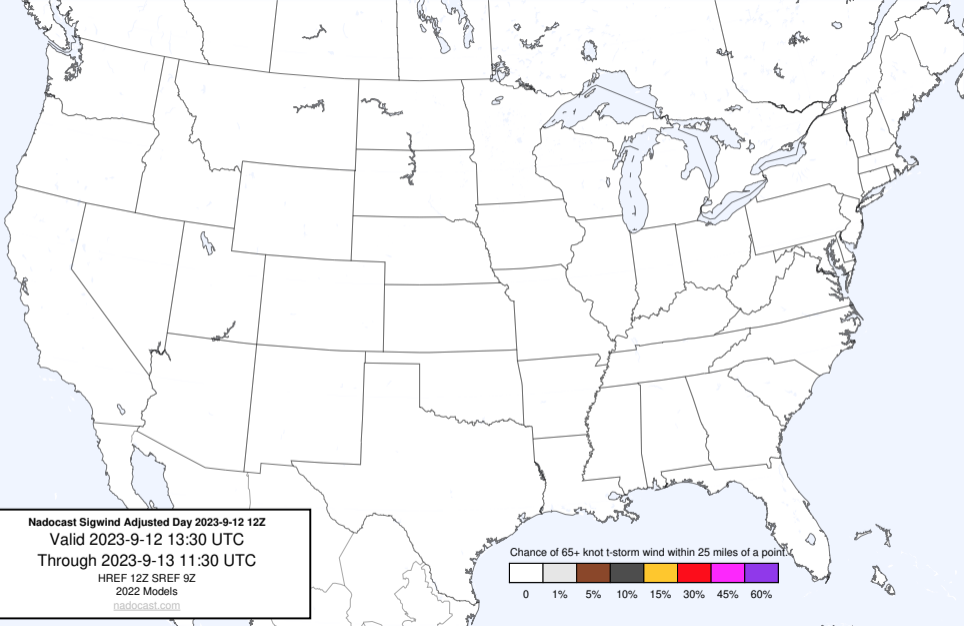 Nadocast Sigwind Adjusted Day 2023-9-12 12Z
Valid 2023-9-12 13:30 UTC
Through 2023-9-13 11:30 UTC
HREF 12Z SREF 9Z
2022 Models
nadocast.com
Chance of 65+ knot t-storm wind within 25 miles of a point.
0 1% 5% 10% 15% 30% 45% 60%